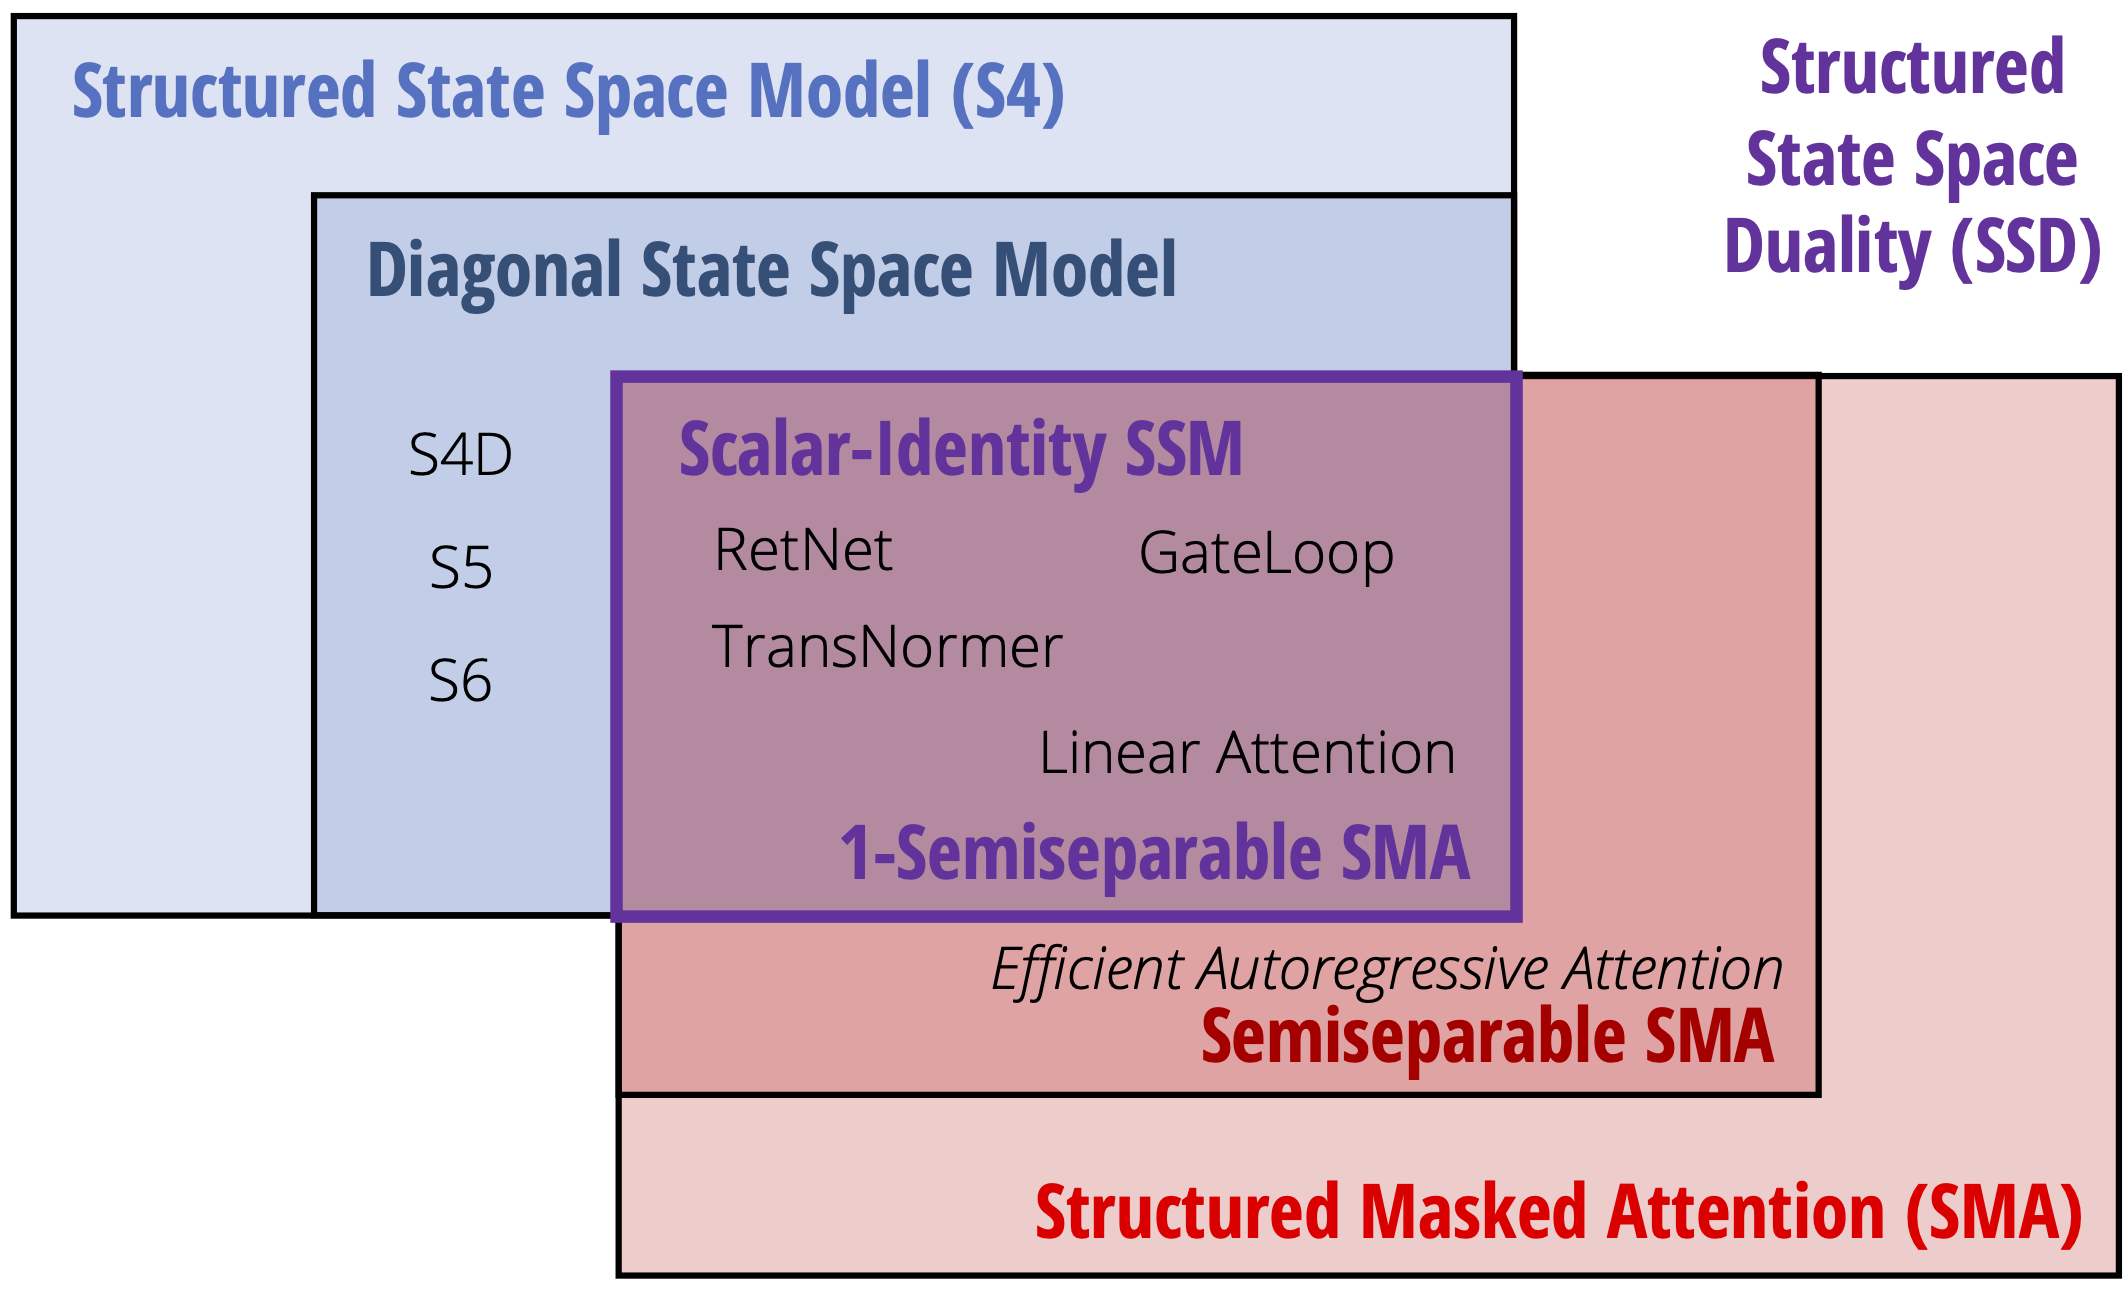 Structured State Space Model (S4)
Structured
State Space
Duality (SSD)
Diagonal State Space Model
S4D
S5
S6
Scalar-Identity SSM
RetNet
GateLoop
TransNormer
Linear Attention
1-Semiseparable SMA
Efficient Autoregressive Attention
Semiseparable SMA
Structured Masked Attention (SMA)